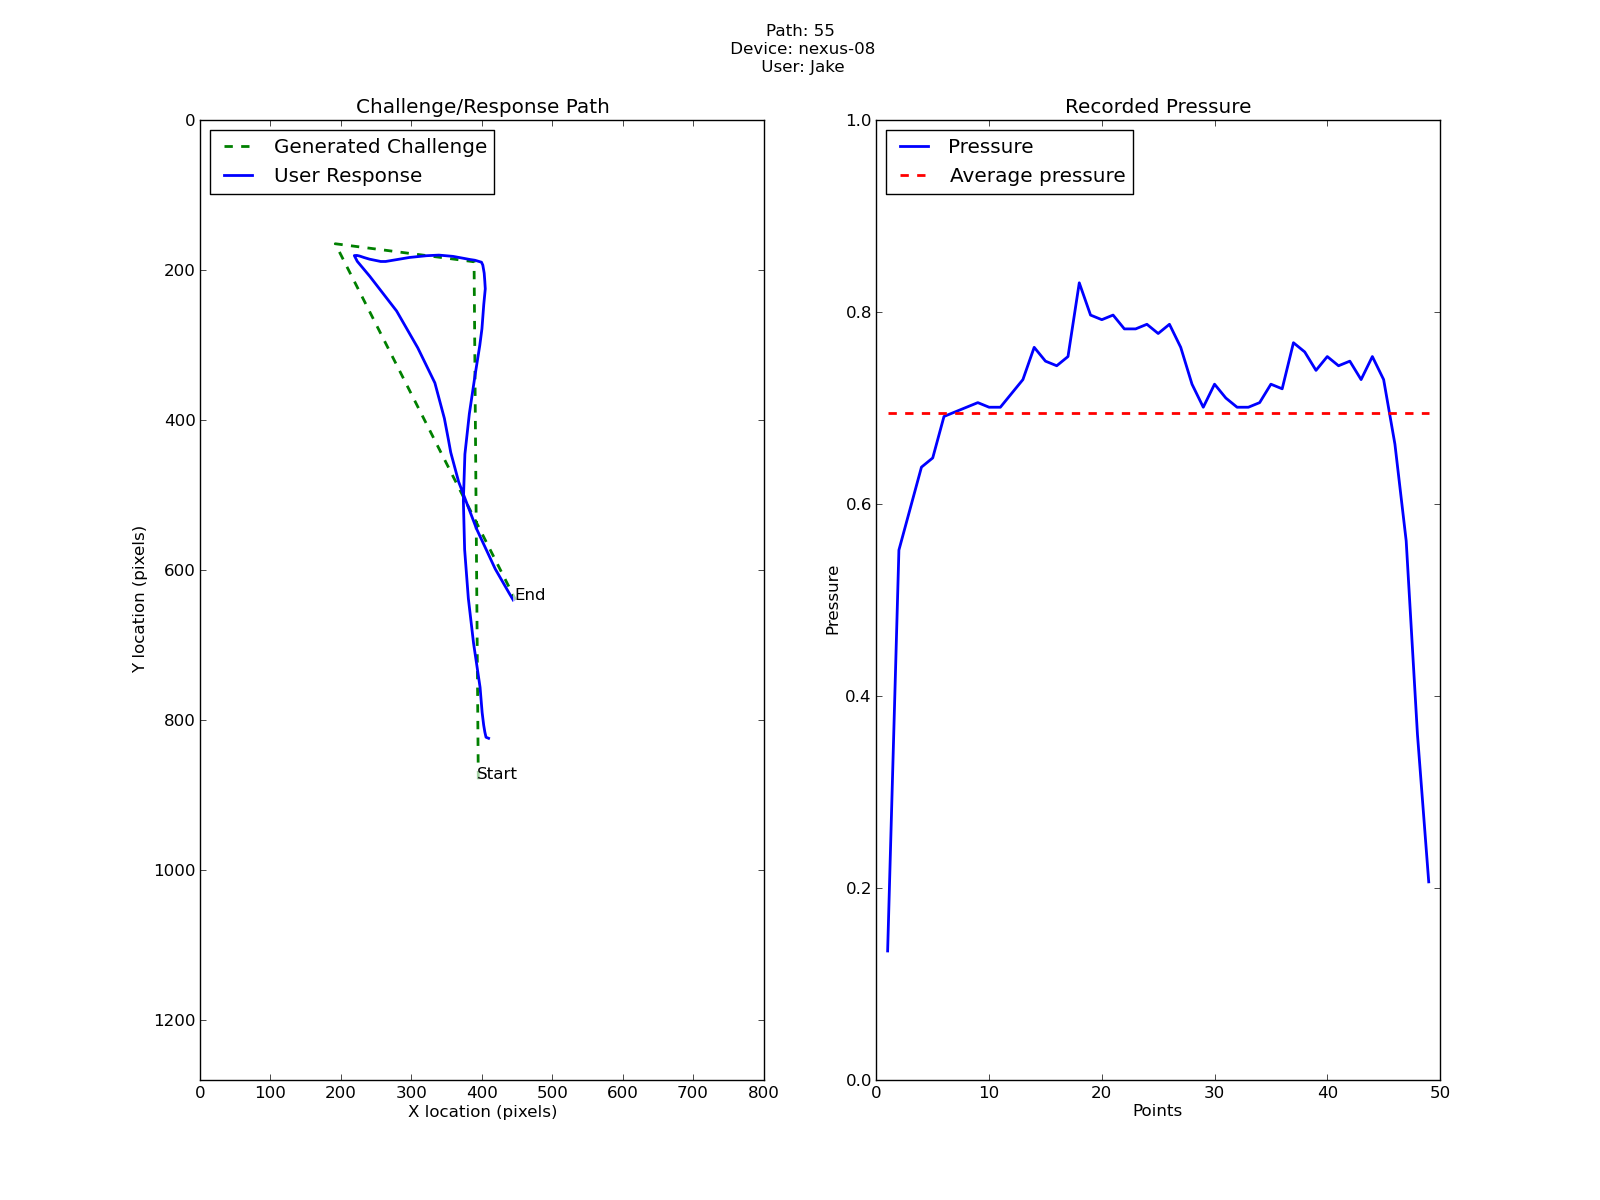 Path: 55
Device: nexus-08
User: Jake
Challenge/Response Path
Generated Challenge
User Response
0
200
400
600
800
1000
1200
Y location (pixels)
Start
End
0 100 200 300 400 500 600 700 800
X location (pixels)
Recorded Pressure
Pressure
Average pressure
1.0
0.8
0.6
0.4
0.2
0.0
Pressure
0 10 20 30 40 50
Points